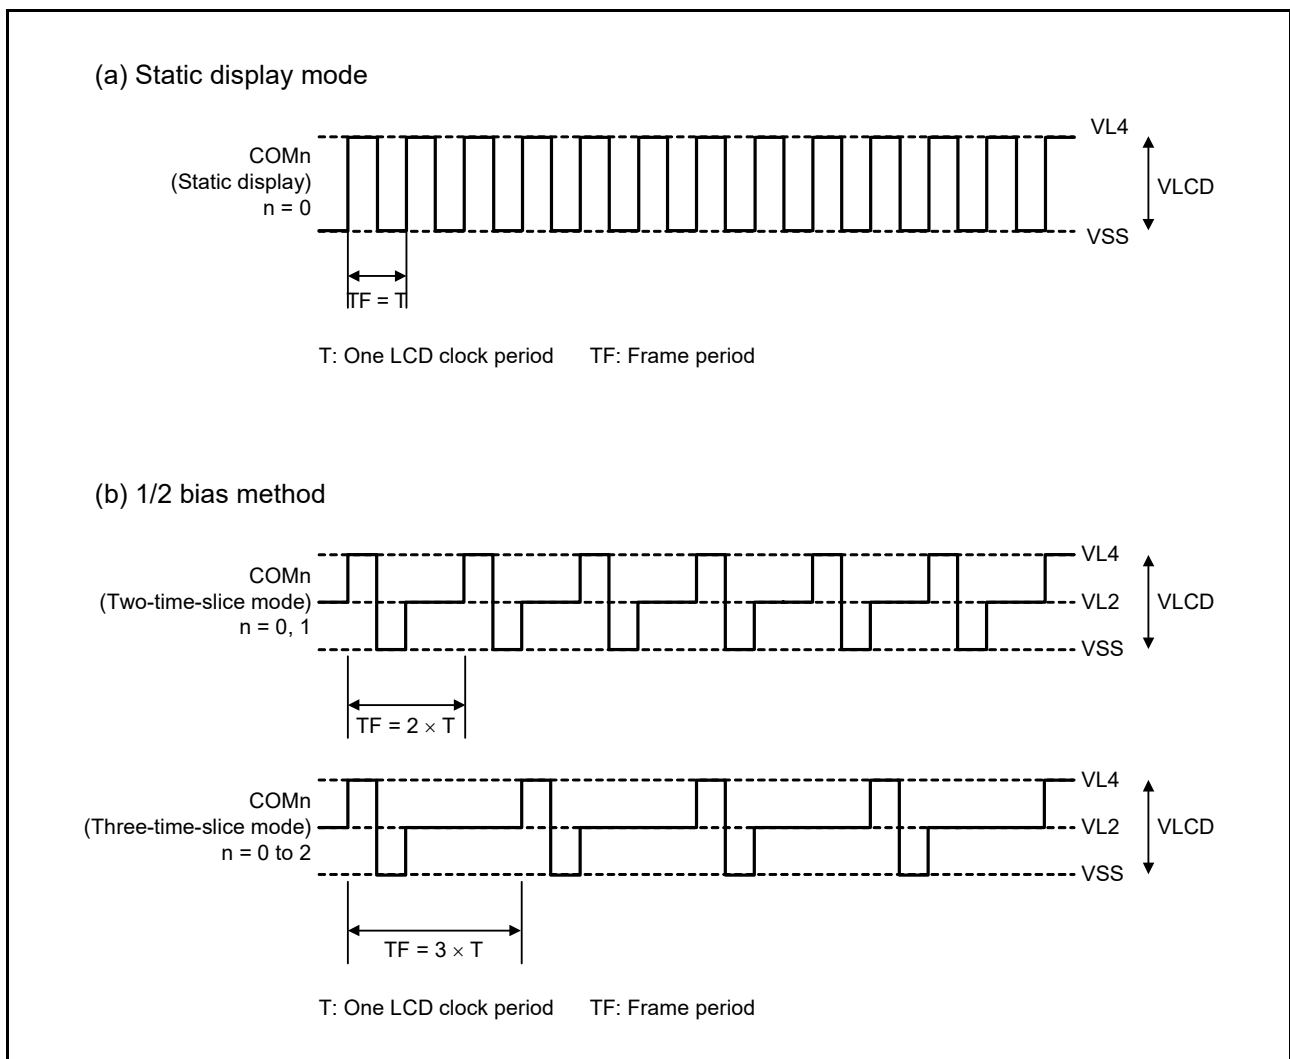 (a) Static display mode
VL4
COMn
(Static display)
n = 0
VLCD
VSS
TF = T
T: One LCD clock period TF: Frame period
(b) 1/2 bias method
VL4
COMn
(Two-time-slice mode)
n = 0, 1
VL2
VLCD
VSS
TF = 2 × T
VL4
COMn
(Three-time-slice mode)
n = 0 to 2
VL2
VLCD
VSS
TF = 3 × T
T: One LCD clock period TF: Frame period